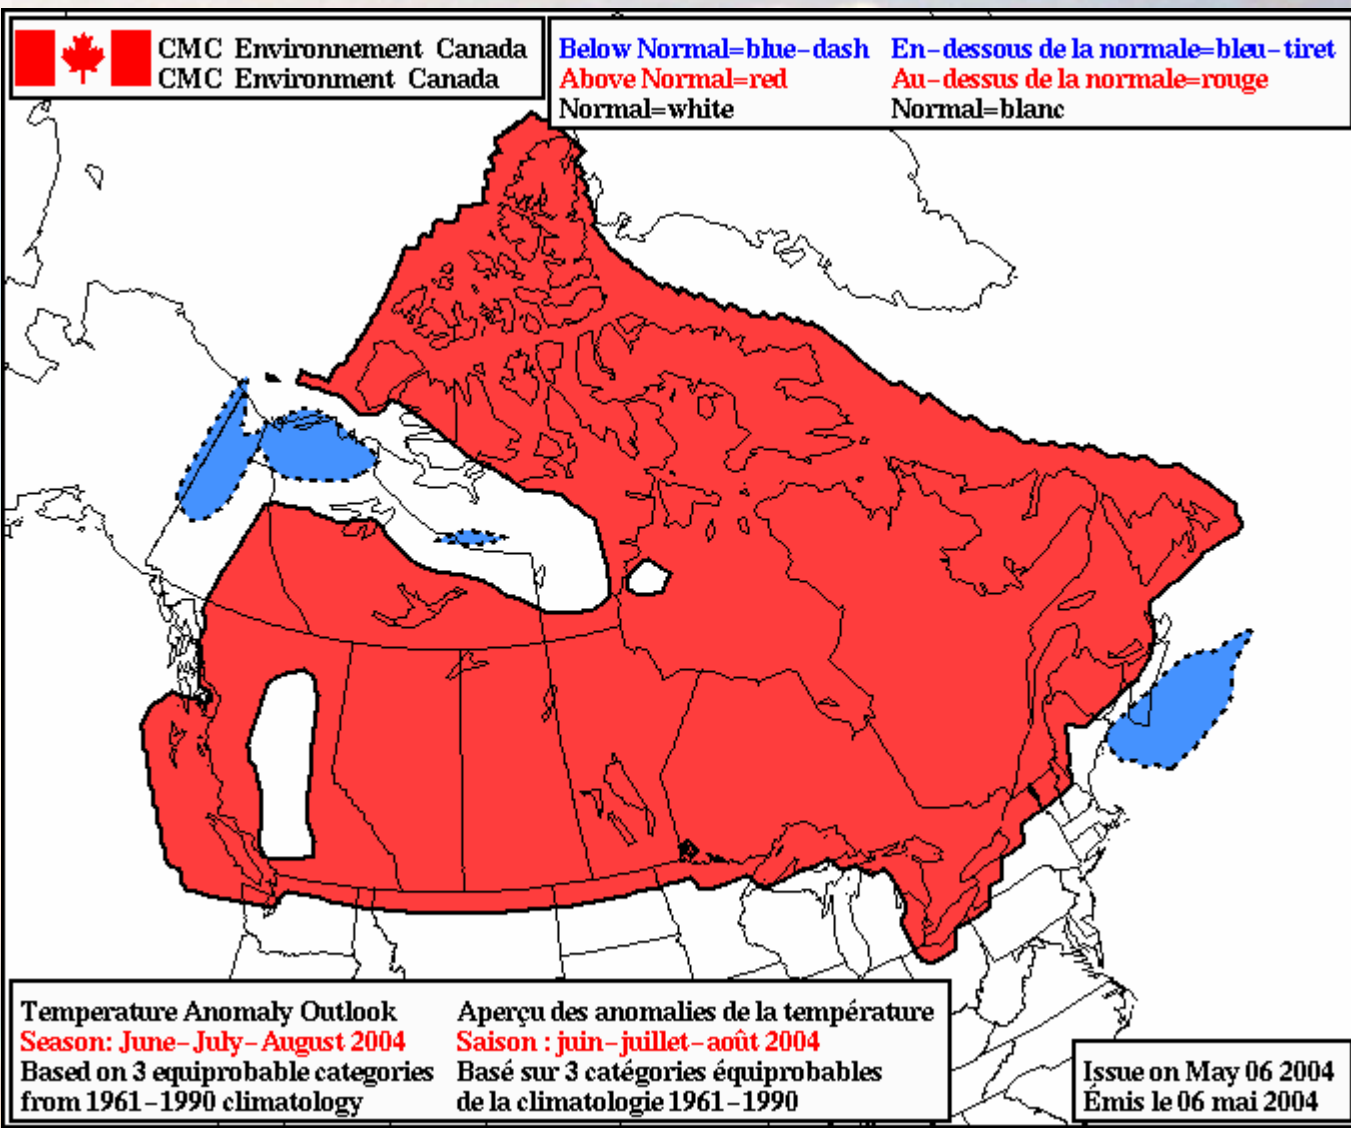 CMC Environnement Canada
CMC Environment Canada
Below Normal=blue-dash En-dessous de la normale=bleu-tiret
Above Normal=red Au-dessus de la normale=rouge
Normal=white Normal=blanc
Temperature Anomaly Outlook Aperçu des anomalies de la température
Season: June-July-August 2004 Saison : juin-juillet-août 2004
Based on 3 equiprobable categories Basé sur 3 catégories équiprobables
from 1961-1990 climatology de la climatologie 1961-1990
Issue on May 06 2004
Émis le 06 mai 2004